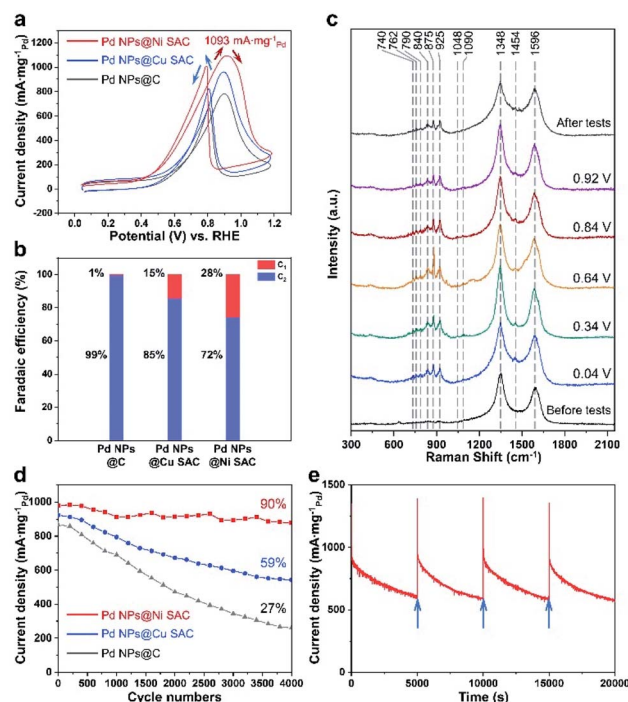 a
1200
1000
800
600
400
200
0
-200
Current density (mA·mg⁻¹Pd)
Pd NPs@Ni SAC
Pd NPs@Cu SAC
Pd NPs@C
1093 mA·mg⁻¹Pd
0.0 0.2 0.4 0.6 0.8 1.0 1.2
Potential (V) vs. RHE
b
Faradaic efficiency (%)
100
80
60
40
20
0
1% 15% 28%
C₁
C₂
99% 85% 72%
Pd NPs Pd NPs Pd NPs
@C @Cu SAC @Ni SAC
c
740
762
790
840
875
925
1048
1090
1348
1454
1596
Intensity (a.u.)
After tests
0.92 V
0.84 V
0.64 V
0.34 V
0.04 V
Before tests
300 600 900 1200 1500 1800 2100
Raman Shift (cm⁻¹)
d
Current density (mA·mg⁻¹Pd)
1000
800
600
400
200
0
90%
59%
27%
Pd NPs@Ni SAC
Pd NPs@Cu SAC
Pd NPs@C
0 500 1000 1500 2000 2500 3000 3500 4000
Cycle numbers
e
Current density (mA·mg⁻¹Pd)
1500
1000
500
0
0 5000 10000 15000 20000
Time (s)